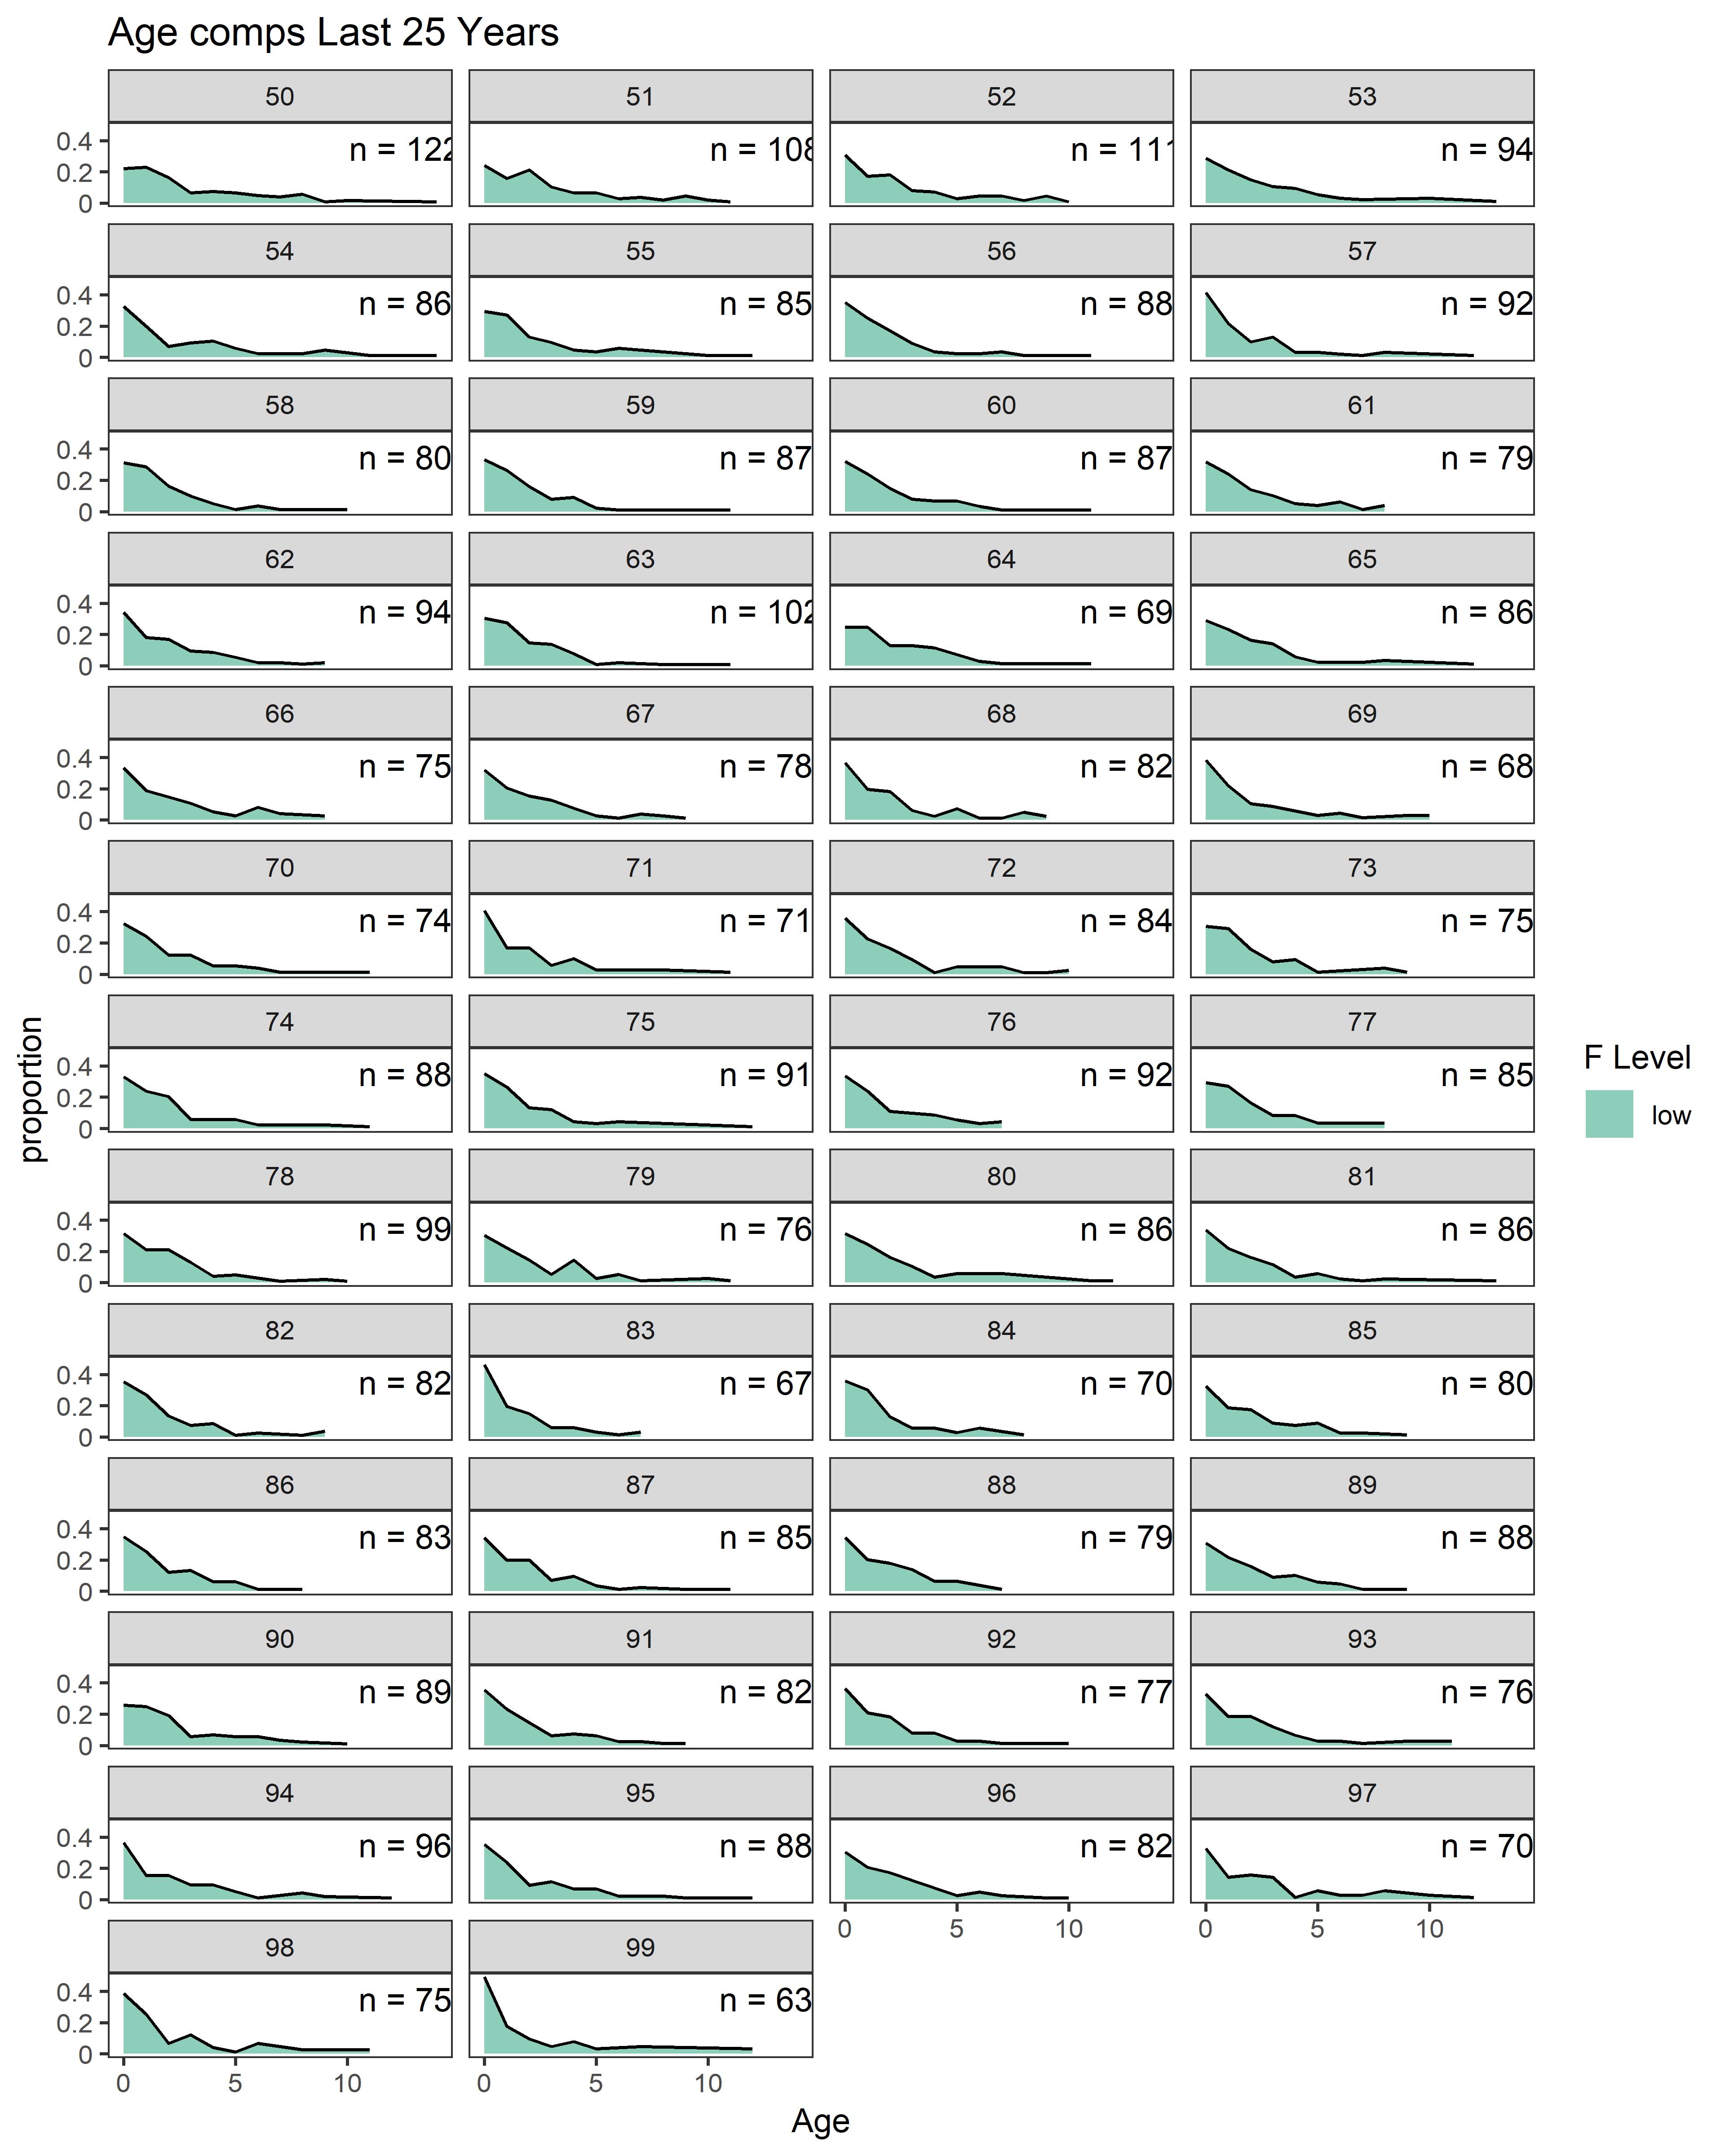 Age comps Last 25 Years
50 51 52 53
0.4 n = 122 n = 108 n = 111 n = 94
0.2
0
54 55 56 57
0.4 n = 86 n = 85 n = 88 n = 92
0.2
0
58 59 60 61
0.4 n = 80 n = 87 n = 87 n = 79
0.2
0
62 63 64 65
0.4 n = 94 n = 102 n = 69 n = 86
0.2
0
66 67 68 69
0.4 n = 75 n = 78 n = 82 n = 68
0.2
0
70 71 72 73
0.4 n = 74 n = 71 n = 84 n = 75
0.2
0
74 75 76 77
0.4 n = 88 n = 91 n = 92 n = 85
0.2
0
78 79 80 81
0.4 n = 99 n = 76 n = 86 n = 86
0.2
0
82 83 84 85
0.4 n = 82 n = 67 n = 70 n = 80
0.2
0
86 87 88 89
0.4 n = 83 n = 85 n = 79 n = 88
0.2
0
90 91 92 93
0.4 n = 89 n = 82 n = 77 n = 76
0.2
0
94 95 96 97
0.4 n = 96 n = 88 n = 82 n = 70
0.2
0
0 5 10 0 5 10
98 99
0.4 n = 75 n = 63
0.2
0
0 5 10 0 5 10
Age
proportion
F Level
low